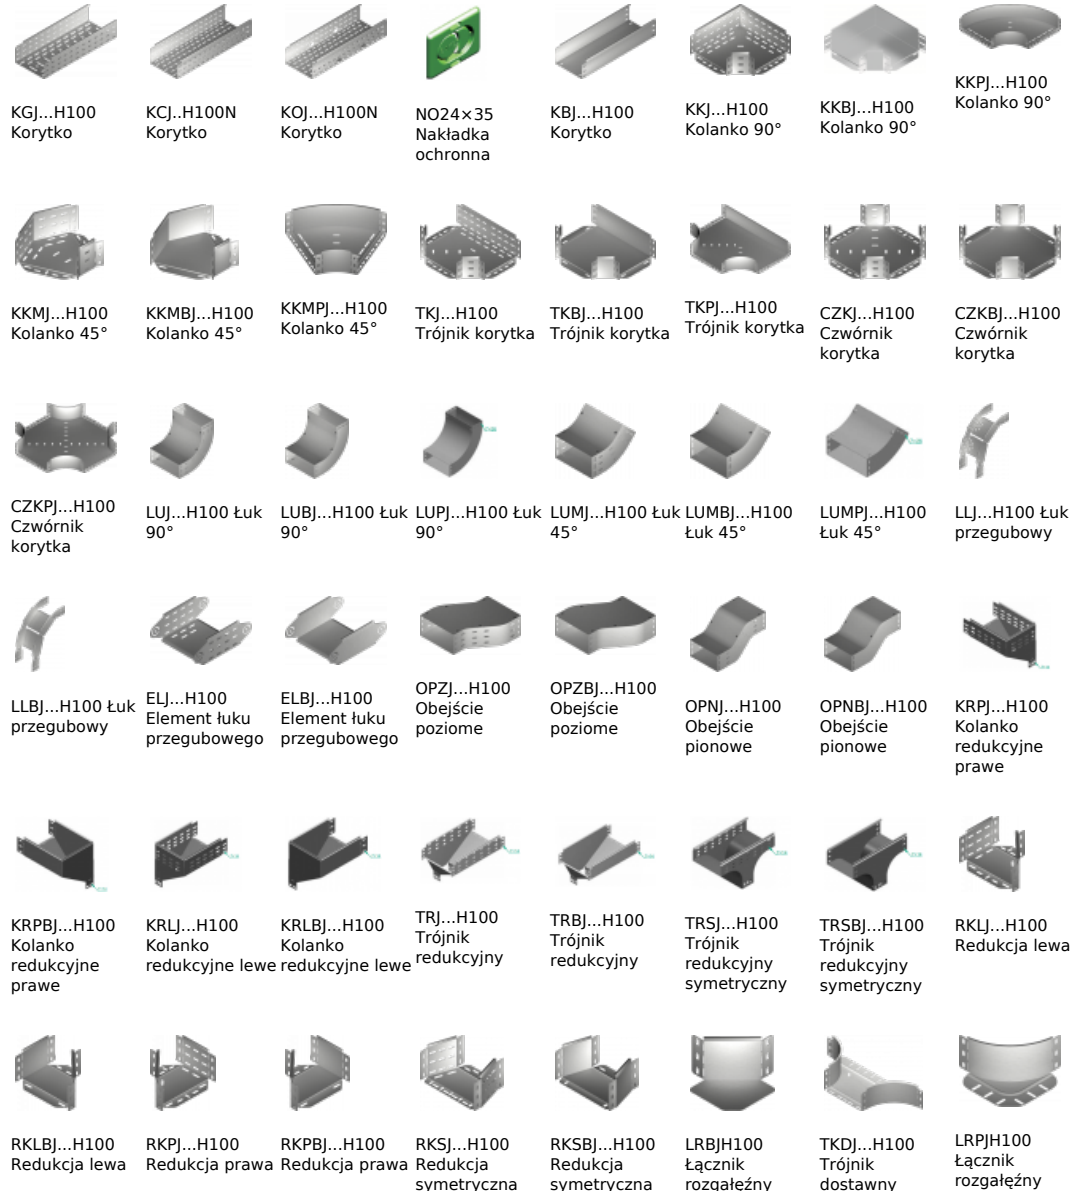 KGJ...H100
Korytko
KCJ..H100N
Korytko
KOJ...H100N
Korytko
NO24×35
Nakładka
ochronna
KBJ...H100
Korytko
KKJ...H100
Kolanko 90°
KKBJ...H100
Kolanko 90°
KKPJ...H100
Kolanko 90°
KKMJ...H100
Kolanko 45°
KKMBJ...H100
Kolanko 45°
KKMPJ...H100
Kolanko 45°
TKJ...H100
Trójnik korytka
TKBJ...H100
Trójnik korytka
TKPJ...H100
Trójnik korytka
CZKJ...H100
Czwórnik
korytka
CZKBJ...H100
Czwórnik
korytka
CZKPJ...H100
Czwórnik
korytka
LUJ...H100 Łuk
90°
LUBJ...H100 Łuk
90°
LUPJ...H100 Łuk
90°
LUMJ...H100 Łuk
45°
LUMBJ...H100
Łuk 45°
LUMPJ...H100
Łuk 45°
LLJ...H100 Łuk
przegubowy
LLBJ...H100 Łuk
przegubowy
ELJ...H100
Element łuku
przegubowego
ELBJ...H100
Element łuku
przegubowego
OPZJ...H100
Obejście
poziome
OPZBJ...H100
Obejście
poziome
OPNJ...H100
Obejście
pionowe
OPNBJ...H100
Obejście
pionowe
KRPJ...H100
Kolanko
redukcyjne
prawe
KRPBJ...H100
Kolanko
redukcyjne
prawe
KRLJ...H100
Kolanko
redukcyjne lewe
KRLBJ...H100
Kolanko
redukcyjne lewe
TRJ...H100
Trójnik
redukcyjny
TRBJ...H100
Trójnik
redukcyjny
TRSJ...H100
Trójnik
redukcyjny
symetryczny
TRSBJ...H100
Trójnik
redukcyjny
symetryczny
RKLJ...H100
Redukcja lewa
RKLBJ...H100
Redukcja lewa
RKPJ...H100
Redukcja prawa
RKPBJ...H100
Redukcja prawa
RKSJ...H100
Redukcja
symetryczna
RKSBJ...H100
Redukcja
symetryczna
LRBJH100
Łącznik
rozgałęźny
TKDJ...H100
Trójnik
dostawny
LRPJH100
Łącznik
rozgałęźny